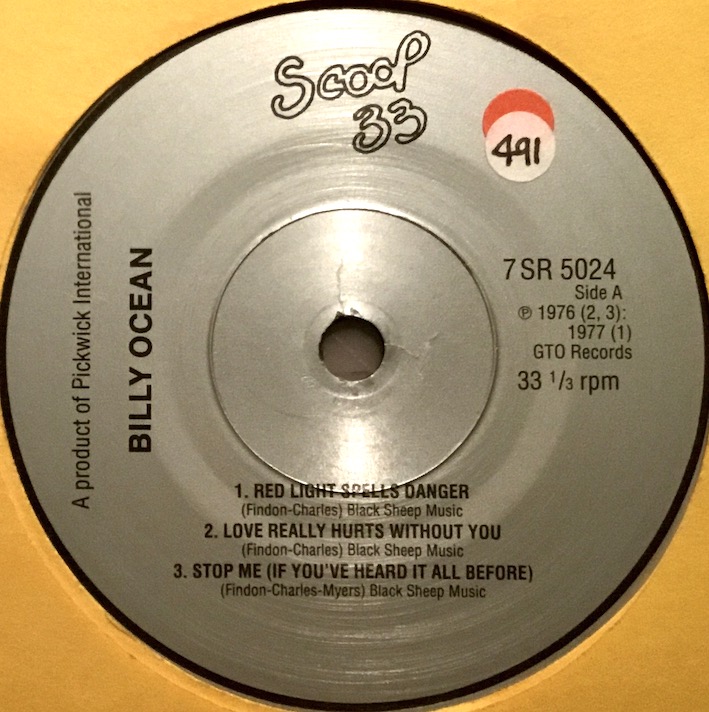 Scoop
33
491
A product of Pickwick International
BILLY OCEAN
7SR 5024
Side A
℗ 1976 (2, 3):
1977 (1)
GTO Records
33 1/3 rpm
1. RED LIGHT SPELLS DANGER
(Findon-Charles) Black Sheep Music
2. LOVE REALLY HURTS WITHOUT YOU
(Findon-Charles) Black Sheep Music
3. STOP ME (IF YOU'VE HEARD IT ALL BEFORE)
(Findon-Charles-Myers) Black Sheep Music